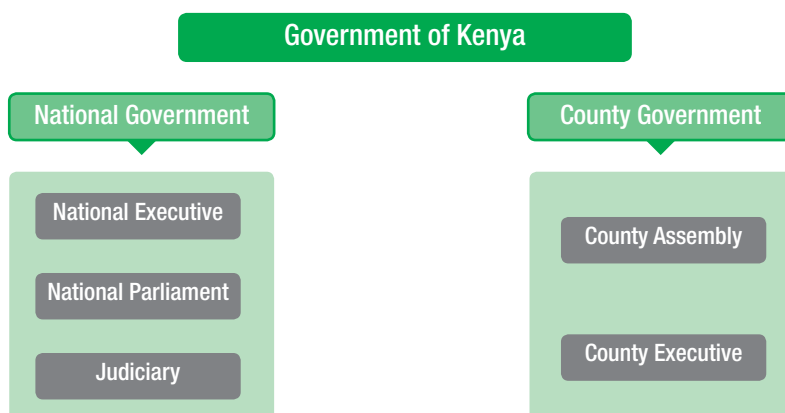 Government of Kenya
National Government
County Government
National Executive
National Parliament
Judiciary
County Assembly
County Executive